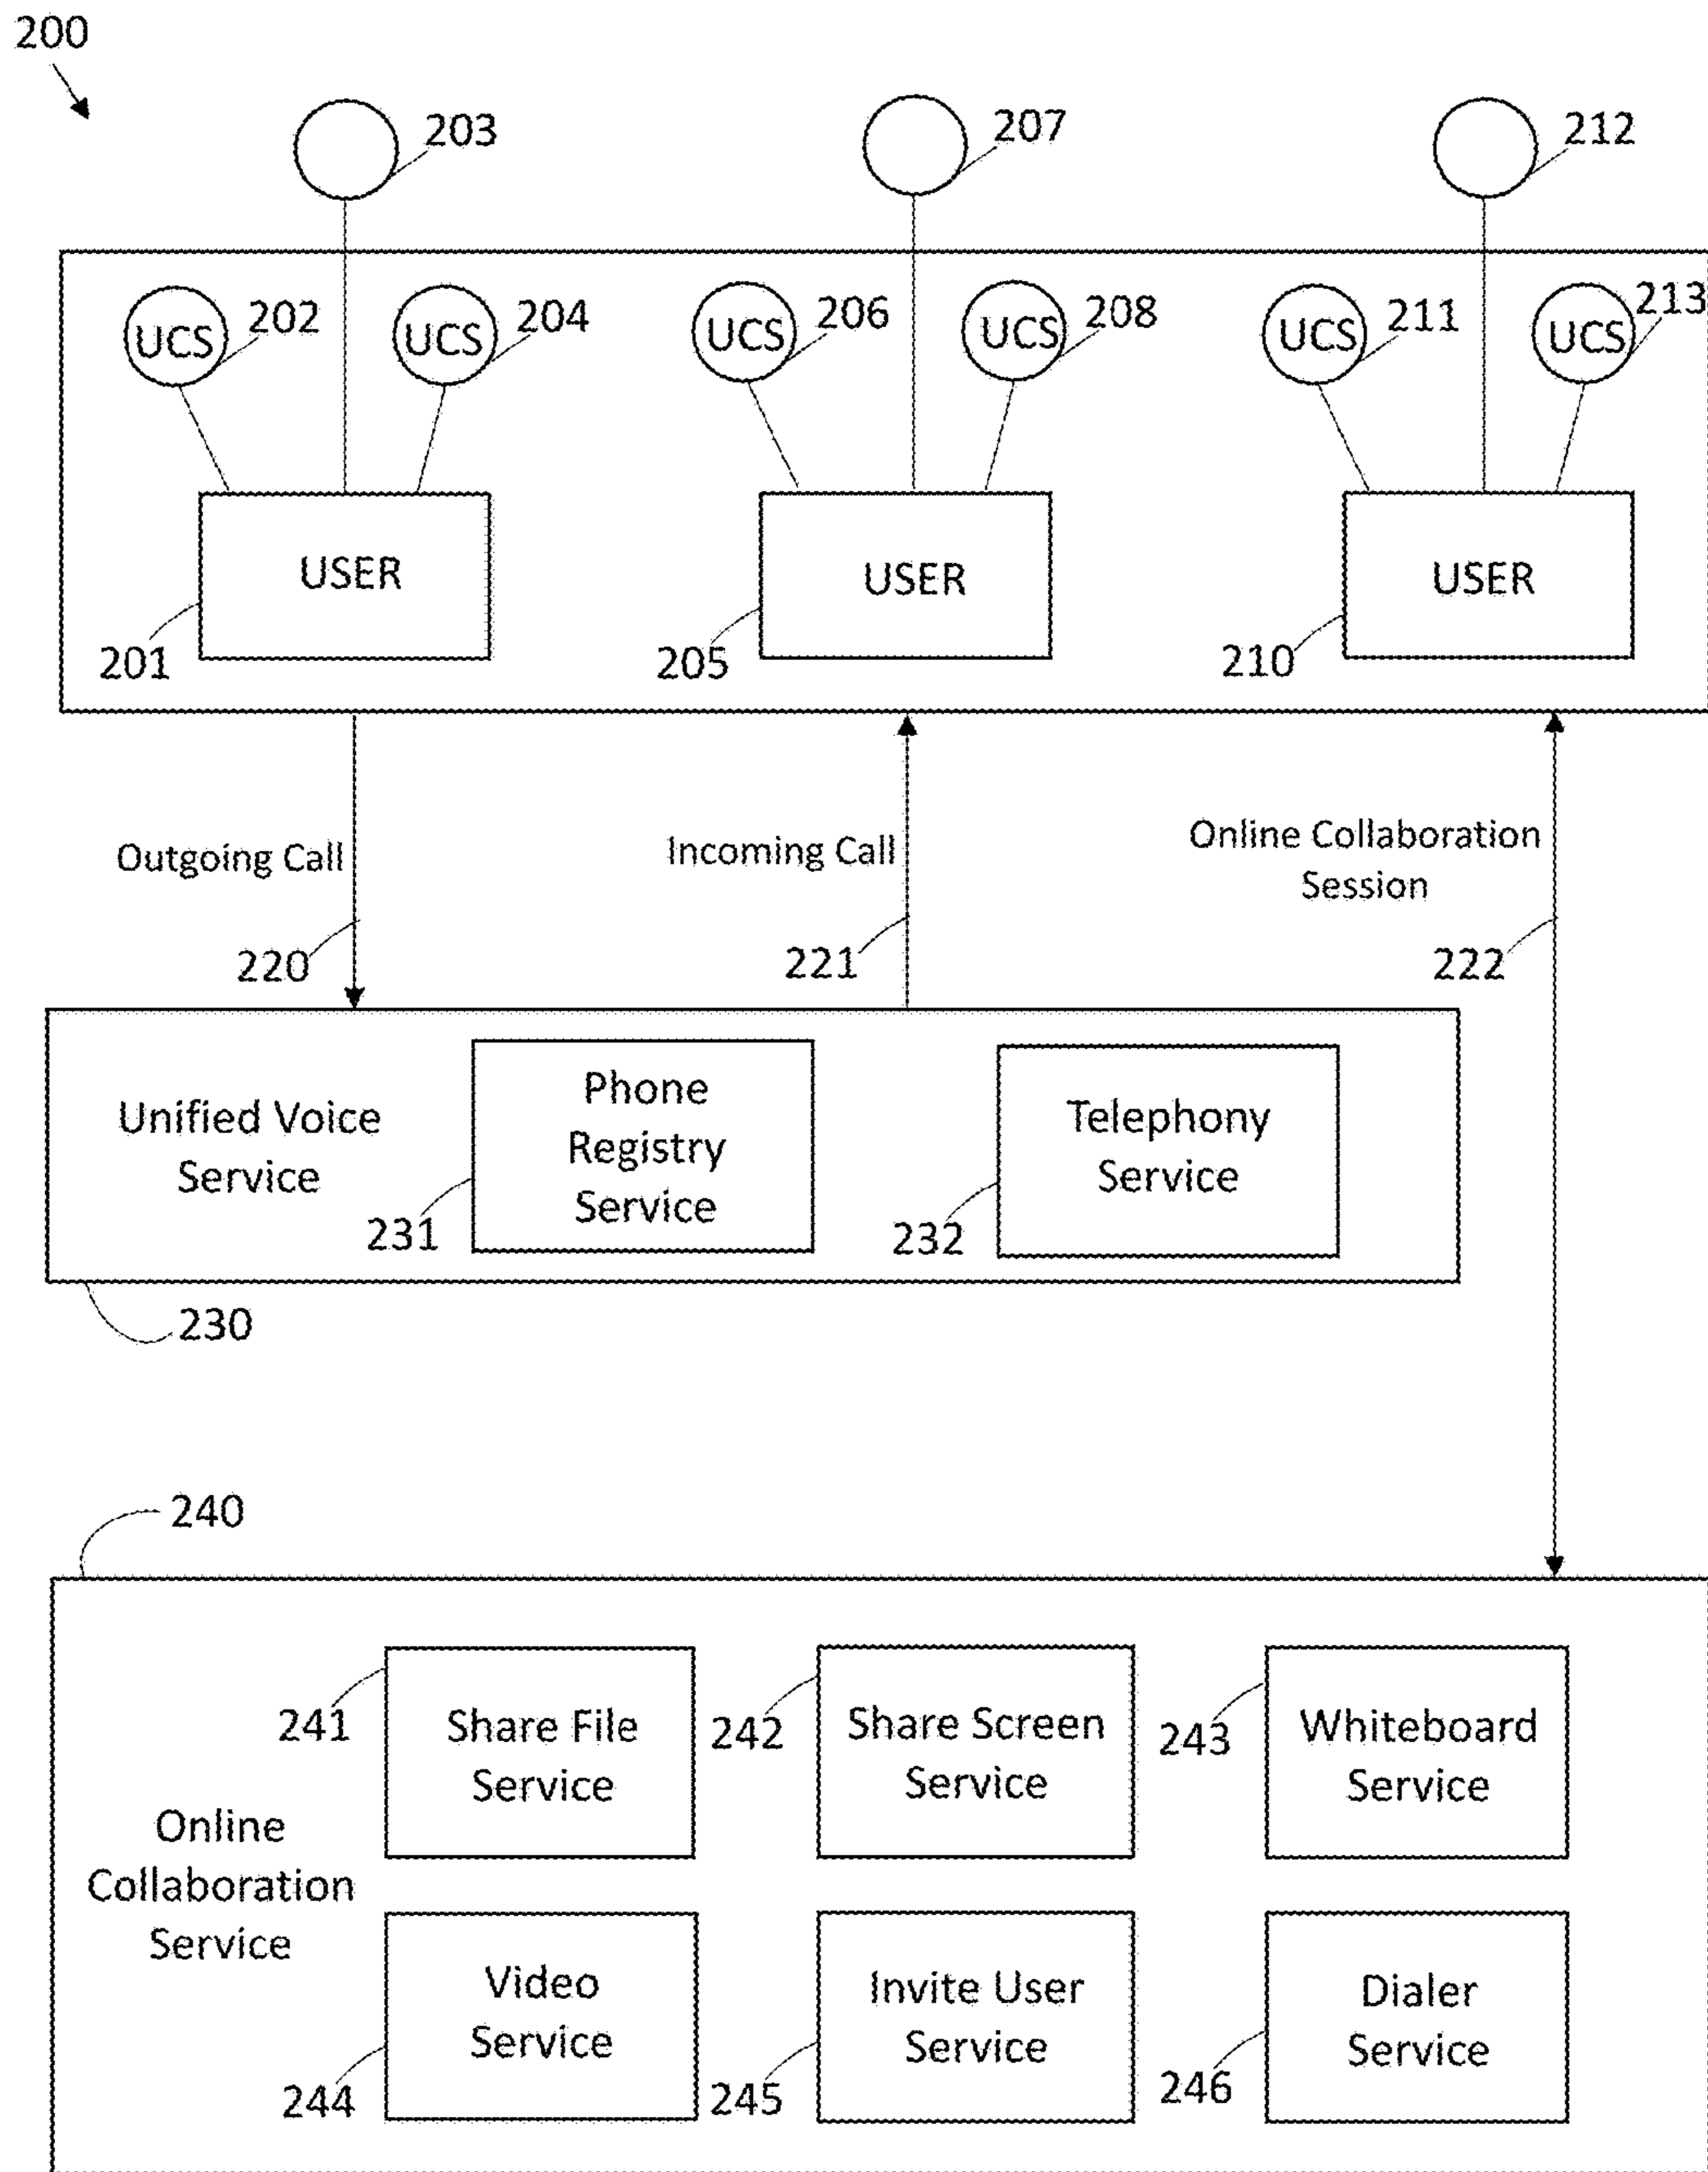 200
203
207
212
UCS 202
UCS 204
UCS 206
UCS 208
UCS 211
UCS 213
USER
USER
USER
201
205
210
Outgoing Call
Incoming Call
Online Collaboration
Session
220
221
222
Unified Voice
Service
Phone
Registry
Service
Telephony
Service
231
232
230
240
241
Share File
Service
242
Share Screen
Service
243
Whiteboard
Service
Online
Collaboration
Service
Video
Service
244
Invite User
Service
245
Dialer
Service
246